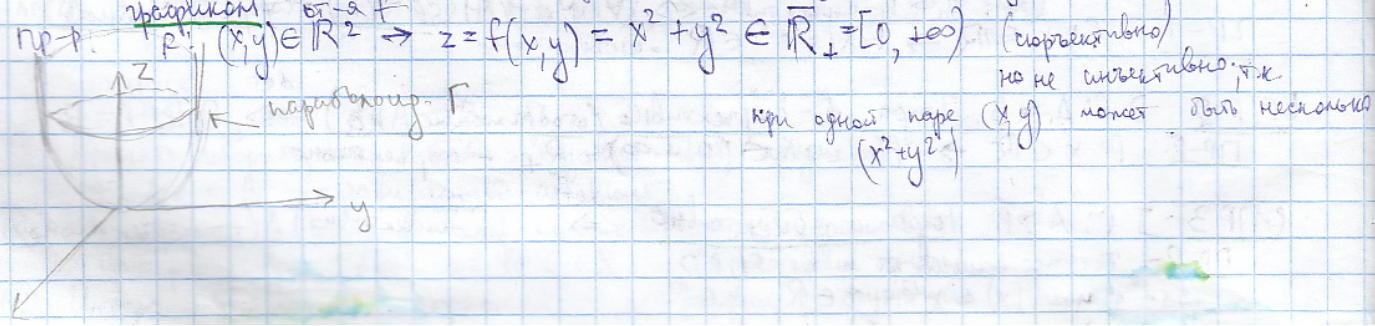 графиком от-я f
пр-р. f: (x,y)∈ℝ² → z = f(x,y) = x² + y² ∈ ℝ̅₊ = [0, +∞) (сюръективно)
но не инъективно, т.к.
z
параболоид - Г
при одной паре (x,y) может быть несколько
(x²+y²)
y